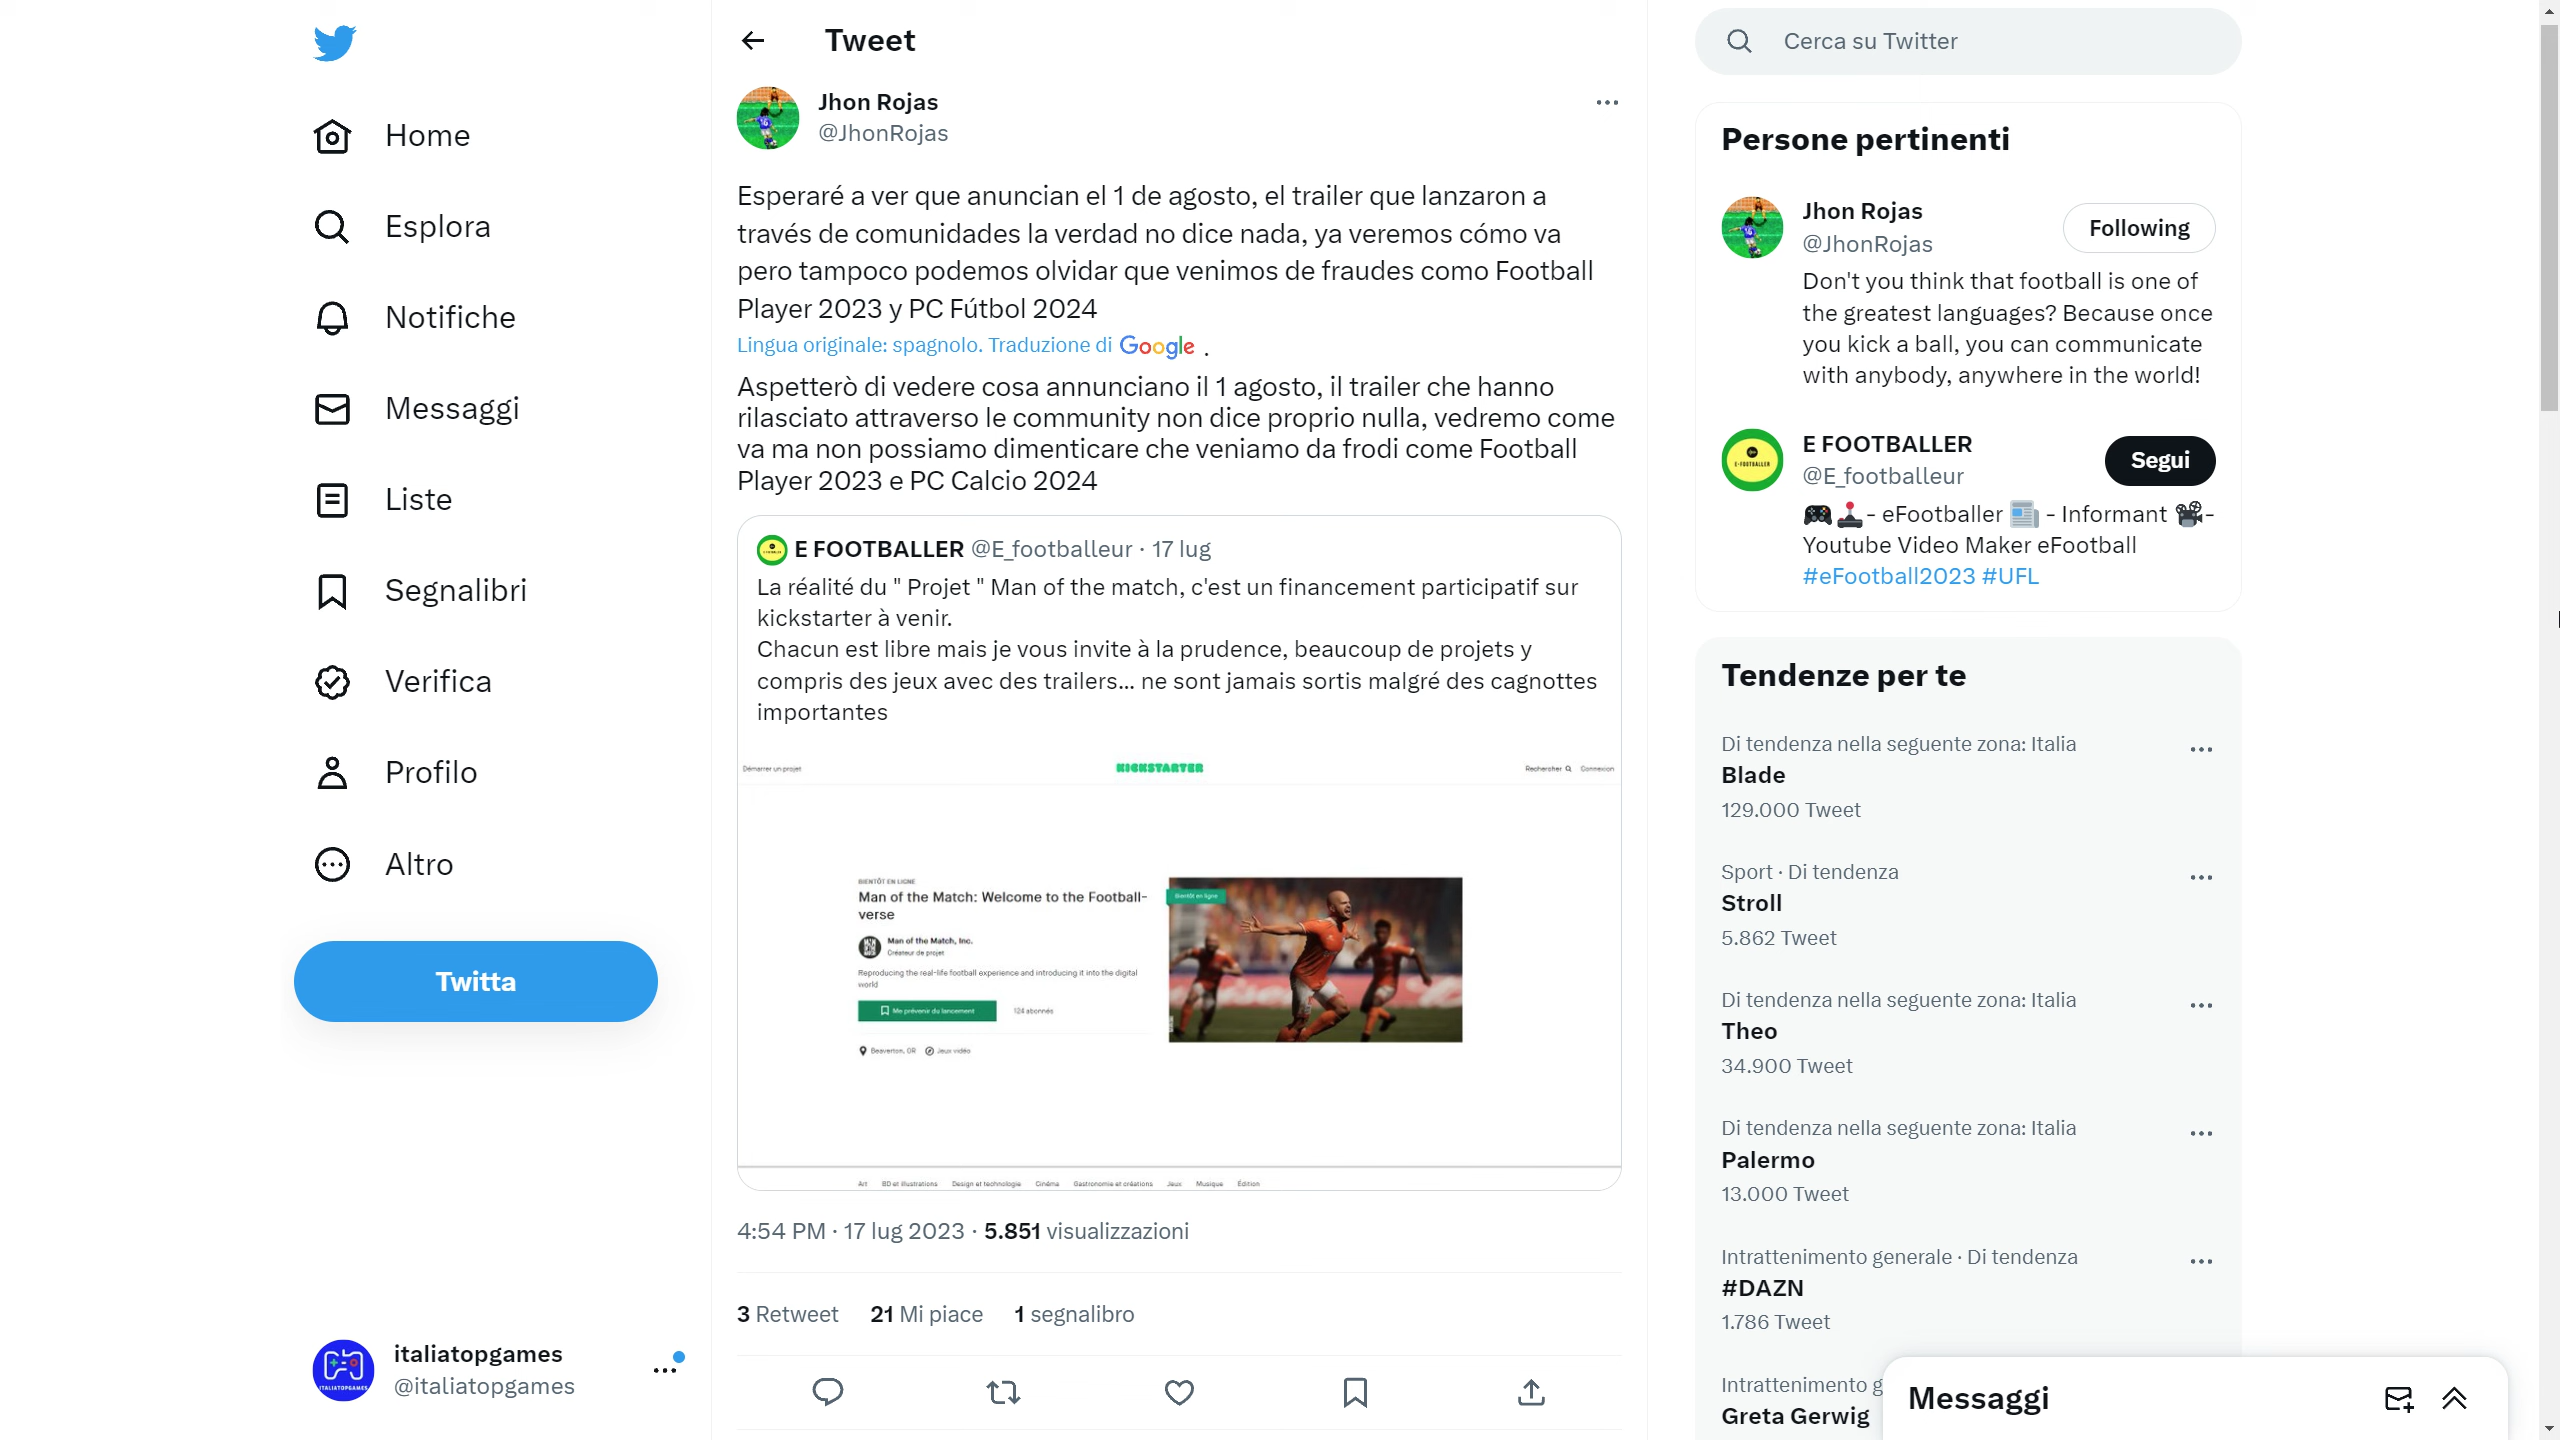 Home
Esplora
Notifiche
Messaggi
Liste
Segnalibri
Verifica
Profilo
Altro
Twitta
italiatopgames
@italiatopgames
Tweet
Jhon Rojas
@JhonRojas
Esperaré a ver que anuncian el 1 de agosto, el trailer que lanzaron a
través de comunidades la verdad no dice nada, ya veremos cómo va
pero tampoco podemos olvidar que venimos de fraudes como Football
Player 2023 y PC Fútbol 2024
Lingua originale: spagnolo. Traduzione di Google .
Aspetterò di vedere cosa annunciano il 1 agosto, il trailer che hanno
rilasciato attraverso le community non dice proprio nulla, vedremo come
va ma non possiamo dimenticare che veniamo da frodi come Football
Player 2023 e PC Calcio 2024
E FOOTBALLER @E_footballeur · 17 lug
La réalité du " Projet " Man of the match, c'est un financement participatif sur
kickstarter à venir.
Chacun est libre mais je vous invite à la prudence, beaucoup de projets y
compris des jeux avec des trailers... ne sont jamais sortis malgré des cagnottes
importantes
Démarrer un projet
KICKSTARTER
Rechercher
Connexion
BIENTÔT EN LIGNE
Man of the Match: Welcome to the Football-
verse
Man of the Match, Inc.
Créateur de projet
Reproducing the real-life football experience and introducing it into the digital
world
Me prévenir du lancement
124 abonnés
Beaverton, OR
Jeux vidéo
Bientôt en ligne
Art
BD et illustrations
Design et technologie
Cinéma
Gastronomie et créations
Jeux
Musique
Édition
4:54 PM · 17 lug 2023 · 5.851 visualizzazioni
3 Retweet
21 Mi piace
1 segnalibro
Cerca su Twitter
Persone pertinenti
Jhon Rojas
@JhonRojas
Following
Don't you think that football is one of
the greatest languages? Because once
you kick a ball, you can communicate
with anybody, anywhere in the world!
E FOOTBALLER
@E_footballeur
Segui
🎮🕹️- eFootballer 📰 - Informant 📽️-
Youtube Video Maker eFootball
#eFootball2023 #UFL
Tendenze per te
Di tendenza nella seguente zona: Italia
Blade
129.000 Tweet
Sport · Di tendenza
Stroll
5.862 Tweet
Di tendenza nella seguente zona: Italia
Theo
34.900 Tweet
Di tendenza nella seguente zona: Italia
Palermo
13.000 Tweet
Intrattenimento generale · Di tendenza
#DAZN
1.786 Tweet
Intrattenimento g
Greta Gerwig
Messaggi